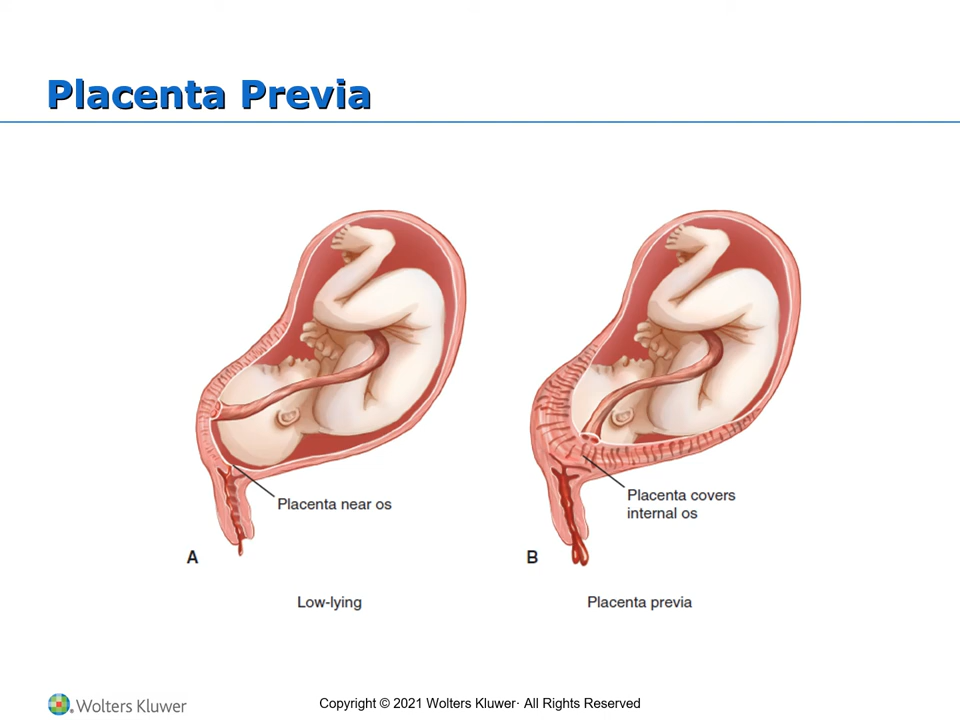 Placenta Previa
Placenta near os
Placenta covers
internal os
A
B
Low-lying
Placenta previa
Wolters Kluwer
Copyright © 2021 Wolters Kluwer· All Rights Reserved